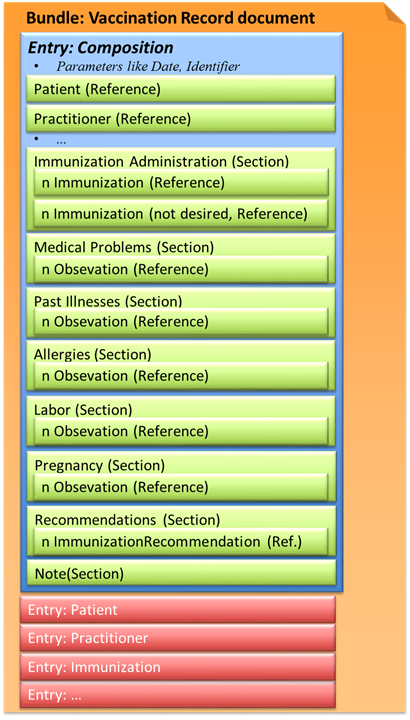 Bundle: Vaccination Record document
Entry: Composition
• Parameters like Date, Identifier
Patient (Reference)
Practitioner (Reference)
• ...
Immunization Administration (Section)
n Immunization (Reference)
n Immunization (not desired, Reference)
Medical Problems (Section)
n Obsevation (Reference)
Past Illnesses (Section)
n Obsevation (Reference)
Allergies (Section)
n Obsevation (Reference)
Labor (Section)
n Obsevation (Reference)
Pregnancy (Section)
n Obsevation (Reference)
Recommendations (Section)
n ImmunizationRecommendation (Ref.)
Note(Section)
Entry: Patient
Entry: Practitioner
Entry: Immunization
Entry: ...